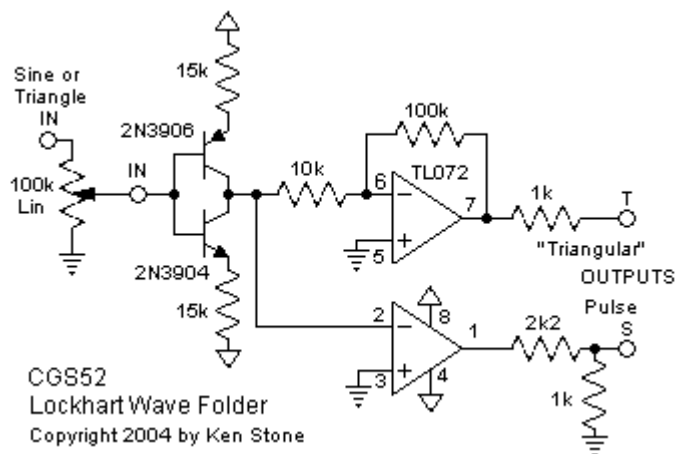 15k
Sine or
Triangle
IN
2N3906
100k
TL072
IN
10k
6
7
1k
T
100k
Lin
5
"Triangular"
OUTPUTS
2N3904
15k
Pulse
S
2
8
1
2k2
3
4
1k
CGS52
Lockhart Wave Folder
Copyright 2004 by Ken Stone